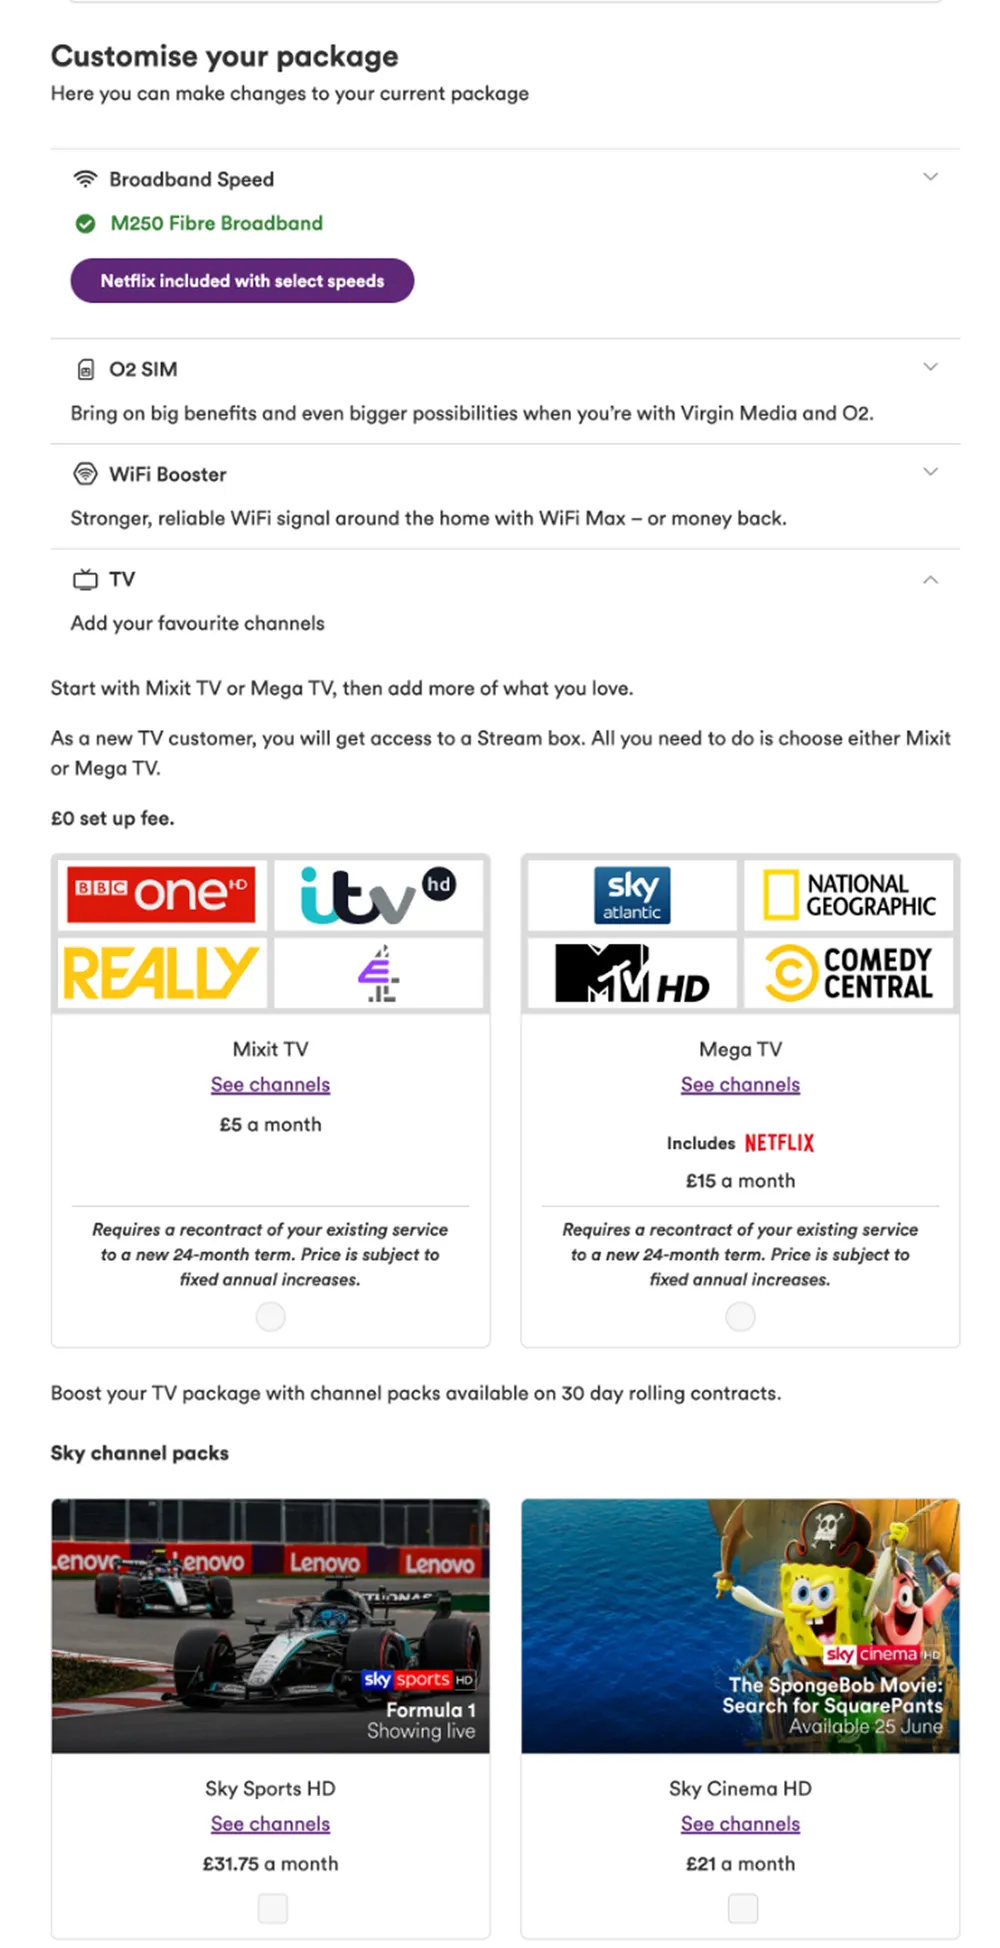 Customise your package
Here you can make changes to your current package
Broadband Speed
M250 Fibre Broadband
Netflix included with select speeds
O2 SIM
Bring on big benefits and even bigger possibilities when you're with Virgin Media and O2.
WiFi Booster
Stronger, reliable WiFi signal around the home with WiFi Max – or money back.
TV
Add your favourite channels
Start with Mixit TV or Mega TV, then add more of what you love.
As a new TV customer, you will get access to a Stream box. All you need to do is choose either Mixit
or Mega TV.
£0 set up fee.
BBC one HD
itv hd
REALLY
E4
Mixit TV
See channels
£5 a month
Requires a recontract of your existing service
to a new 24-month term. Price is subject to
fixed annual increases.
sky
atlantic
NATIONAL
GEOGRAPHIC
MTV HD
COMEDY
CENTRAL
Mega TV
See channels
Includes NETFLIX
£15 a month
Requires a recontract of your existing service
to a new 24-month term. Price is subject to
fixed annual increases.
Boost your TV package with channel packs available on 30 day rolling contracts.
Sky channel packs
Lenovo Lenovo Lenovo Lenovo
sky sports HD
Formula 1
Showing live
Sky Sports HD
See channels
£31.75 a month
sky cinema HD
The SpongeBob Movie:
Search for SquarePants
Available 25 June
Sky Cinema HD
See channels
£21 a month